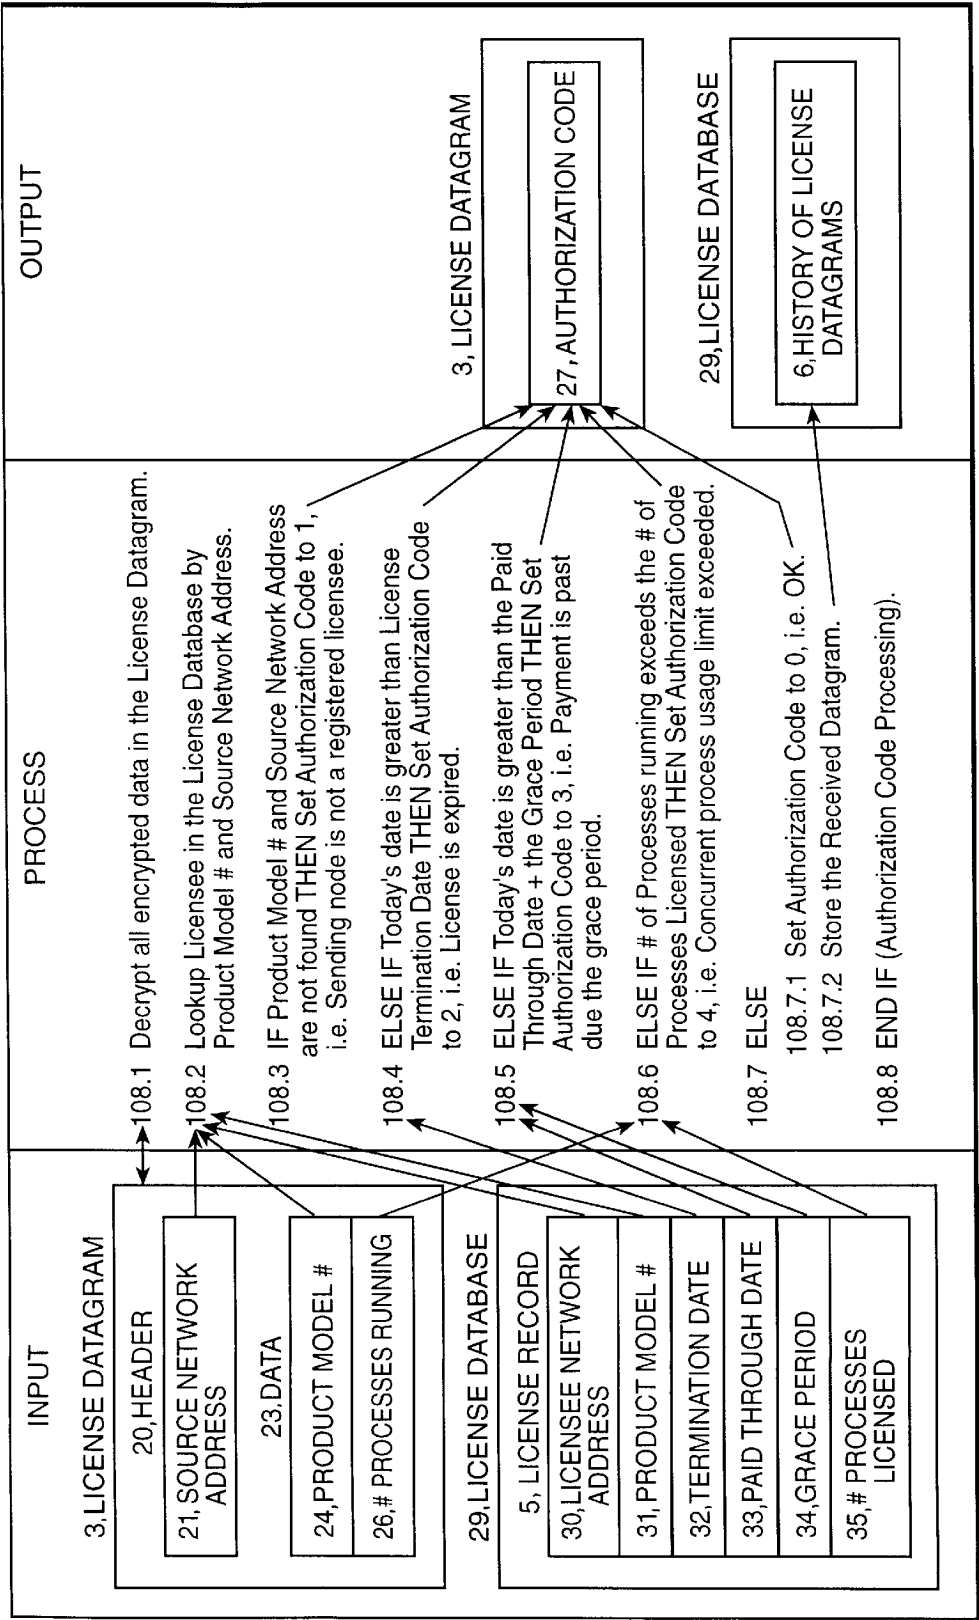 INPUT
3,LICENSE DATAGRAM
20,HEADER
21, SOURCE NETWORK
ADDRESS
23,DATA
24,PRODUCT MODEL #
26,# PROCESSES RUNNING
29,LICENSE DATABASE
5, LICENSE RECORD
30,LICENSEE NETWORK
ADDRESS
31,PRODUCT MODEL #
32,TERMINATION DATE
33,PAID THROUGH DATE
34,GRACE PERIOD
35,# PROCESSES
LICENSED
PROCESS
108.1 Decrypt all encrypted data in the License Datagram.
108.2 Lookup Licensee in the License Database by
Product Model # and Source Network Address.
108.3 IF Product Model # and Source Network Address
are not found THEN Set Authorization Code to 1,
i.e. Sending node is not a registered licensee.
108.4 ELSE IF Today's date is greater than License
Termination Date THEN Set Authorization Code
to 2, i.e. License is expired.
108.5 ELSE IF Today's date is greater than the Paid
Through Date + the Grace Period THEN Set
Authorization Code to 3, i.e. Payment is past
due the grace period.
108.6 ELSE IF # of Processes running exceeds the # of
Processes Licensed THEN Set Authorization Code
to 4, i.e. Concurrent process usage limit exceeded.
108.7 ELSE
108.7.1 Set Authorization Code to 0, i.e. OK.
108.7.2 Store the Received Datagram.
108.8 END IF (Authorization Code Processing).
OUTPUT
3, LICENSE DATAGRAM
27, AUTHORIZATION CODE
29,LICENSE DATABASE
6,HISTORY OF LICENSE
DATAGRAMS